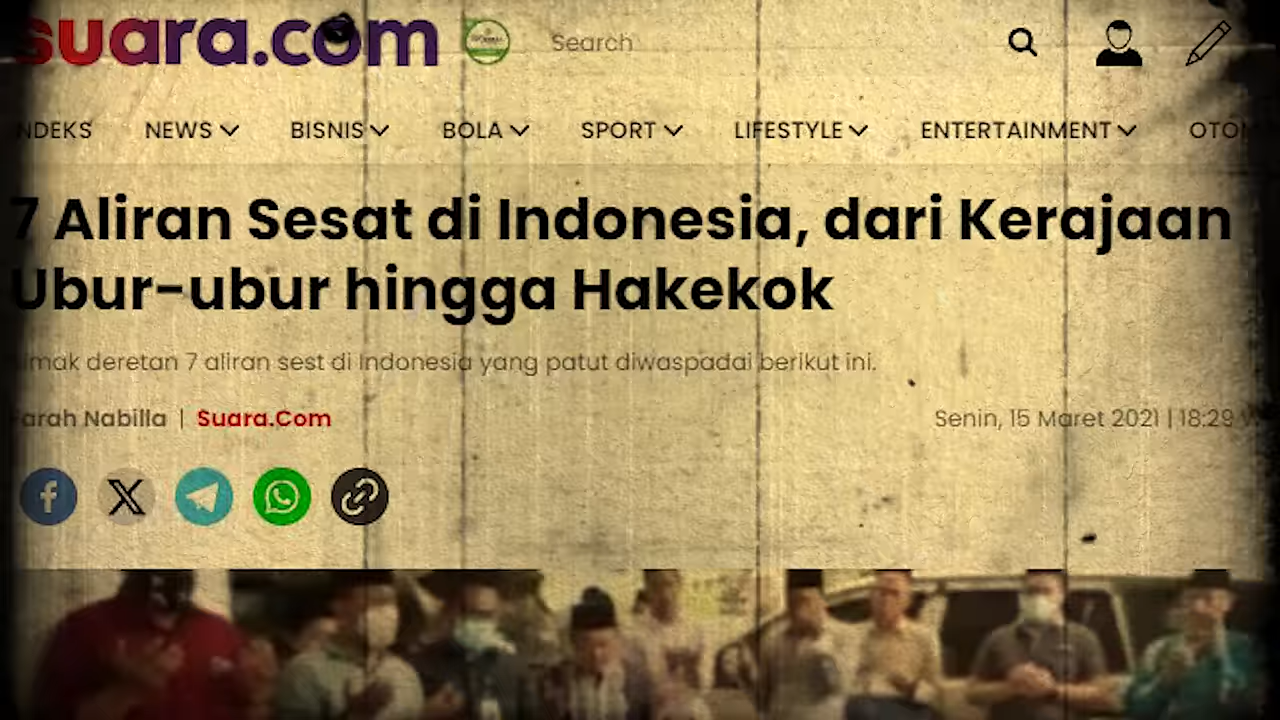 suara.com
Search
NDEKS NEWS BISNIS BOLA SPORT LIFESTYLE ENTERTAINMENT OTOM
7 Aliran Sesat di Indonesia, dari Kerajaan
Ubur-ubur hingga Hakekok
imak deretan 7 aliran sest di Indonesia yang patut diwaspadai berikut ini.
Farah Nabilla | Suara.Com
Senin, 15 Maret 2021 | 18:29 W